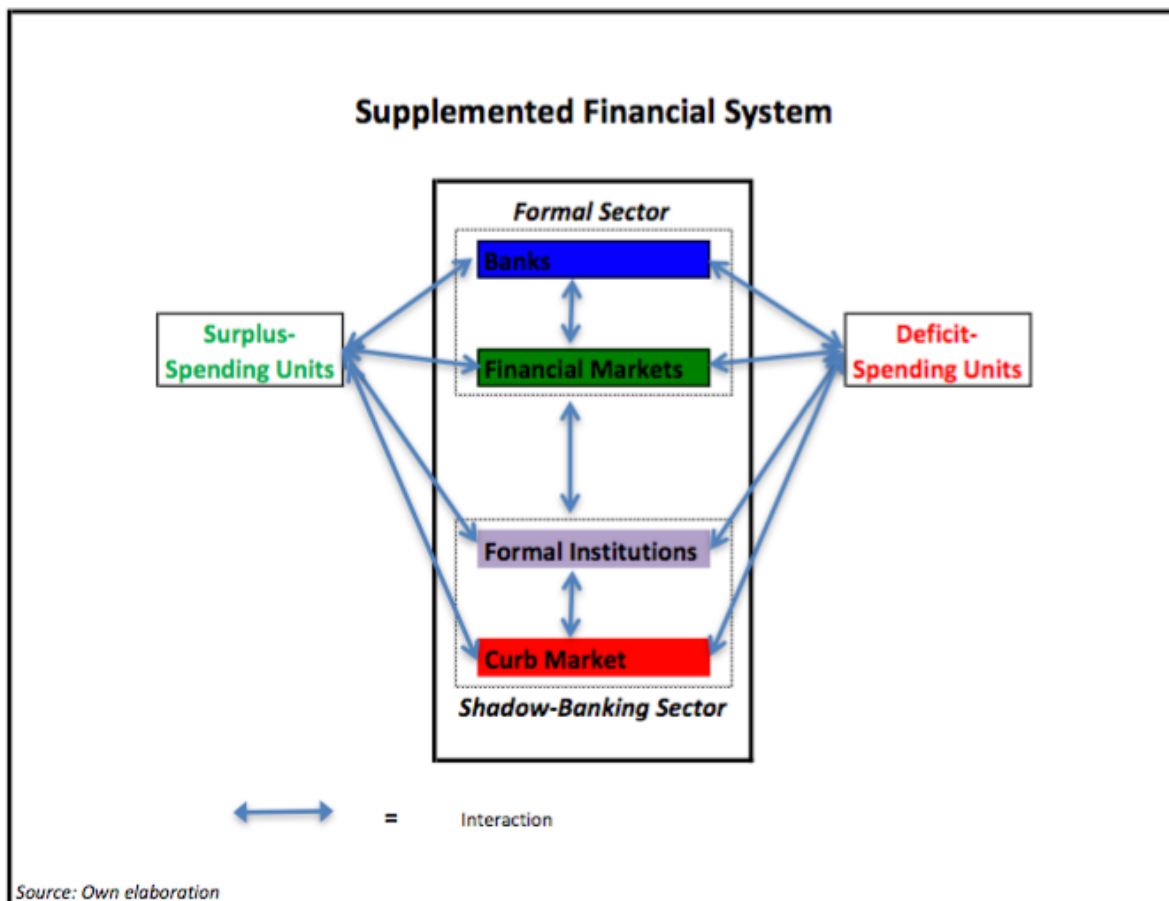 Supplemented Financial System
Formal Sector
Banks
Surplus-
Spending Units
Financial Markets
Deficit-
Spending Units
Formal Institutions
Curb Market
Shadow-Banking Sector
= Interaction
Source: Own elaboration